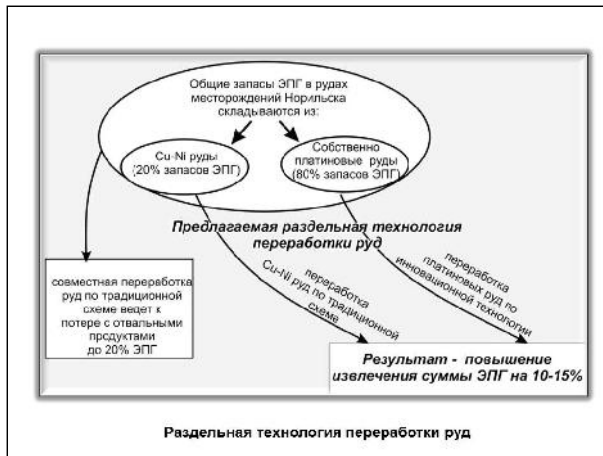 Общие запасы ЭПГ в рудах
месторождений Норильска
складываются из:
Cu-Ni руды
(20% запасов ЭПГ)
Собственно
платиновые руды
(80% запасов ЭПГ)
Предлагаемая раздельная технология
переработки руд
совместная переработка
руд по традиционной
схеме ведет к
потере с отвальными
продуктами
до 20% ЭПГ
переработка
Cu-Ni руд по традиционной
схеме
переработка
платиновых руд по
инновационной технологии
Результат - повышение
извлечения суммы ЭПГ на 10-15%
Раздельная технология переработки руд